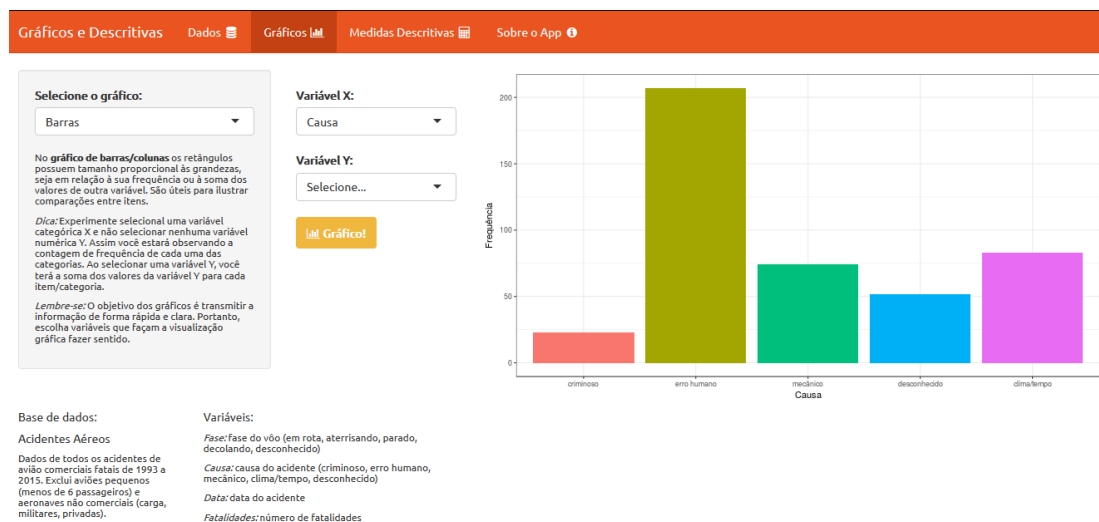 Gráficos e Descritivas Dados Gráficos Medidas Descritivas Sobre o App
Selecione o gráfico:
Barras
No gráfico de barras/colunas os retângulos
possuem tamanho proporcional às grandezas,
seja em relação à sua frequência ou à soma dos
valores de outra variável. São úteis para ilustrar
comparações entre itens.
Dica: Experimente selecional uma variável
categórica X e não selecionar nenhuma variável
numérica Y. Assim você estará observando a
contagem de frequência de cada uma das
categorias. Ao selecionar uma variável Y, você
terá a soma dos valores da variável Y para cada
item/categoria.
Lembre-se: O objetivo dos gráficos é transmitir a
informação de forma rápida e clara. Portanto,
escolha variáveis que façam a visualização
gráfica fazer sentido.
Variável X:
Causa
Variável Y:
Selecione...
Gráfico!
Frequência
200
150
100
50
0
criminoso erro humano mecânico desconhecido clima/tempo
Causa
Base de dados:
Acidentes Aéreos
Dados de todos os acidentes de
avião comerciais fatais de 1993 a
2015. Exclui aviões pequenos
(menos de 6 passageiros) e
aeronaves não comerciais (carga,
militares, privadas).
Variáveis:
Fase: fase do vôo (em rota, aterrisando, parado,
decolando, desconhecido)
Causa: causa do acidente (criminoso, erro humano,
mecânico, clima/tempo, desconhecido)
Data: data do acidente
Fatalidades: número de fatalidades